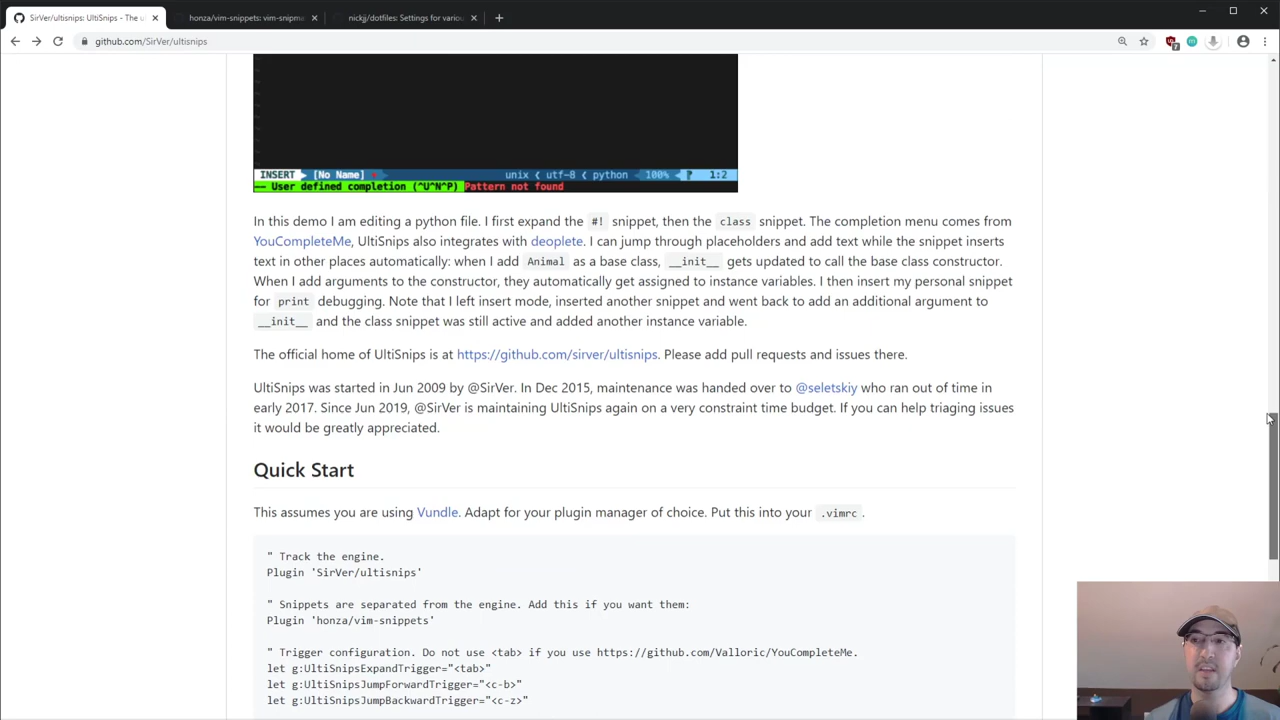 SirVer/ultisnips: UltiSnips - The u
honza/vim-snippets: vim-snipme
nickjj/dotfiles: Settings for variou
github.com/SirVer/ultisnips
7
INSERT [No Name] unix utf-8 python 100% 1:2
-- User defined completion (^U^N^P) Pattern not found
In this demo I am editing a python file. I first expand the #! snippet, then the class snippet. The completion menu comes from
YouCompleteMe, UltiSnips also integrates with deoplete. I can jump through placeholders and add text while the snippet inserts
text in other places automatically: when I add Animal as a base class, __init__ gets updated to call the base class constructor.
When I add arguments to the constructor, they automatically get assigned to instance variables. I then insert my personal snippet
for print debugging. Note that I left insert mode, inserted another snippet and went back to add an additional argument to
__init__ and the class snippet was still active and added another instance variable.
The official home of UltiSnips is at https://github.com/sirver/ultisnips. Please add pull requests and issues there.
UltiSnips was started in Jun 2009 by @SirVer. In Dec 2015, maintenance was handed over to @seletskiy who ran out of time in
early 2017. Since Jun 2019, @SirVer is maintaining UltiSnips again on a very constraint time budget. If you can help triaging issues
it would be greatly appreciated.
Quick Start
This assumes you are using Vundle. Adapt for your plugin manager of choice. Put this into your .vimrc .
" Track the engine.
Plugin 'SirVer/ultisnips'
" Snippets are separated from the engine. Add this if you want them:
Plugin 'honza/vim-snippets'
" Trigger configuration. Do not use <tab> if you use https://github.com/Valloric/YouCompleteMe.
let g:UltiSnipsExpandTrigger="<tab>"
let g:UltiSnipsJumpForwardTrigger="<c-b>"
let g:UltiSnipsJumpBackwardTrigger="<c-z>"